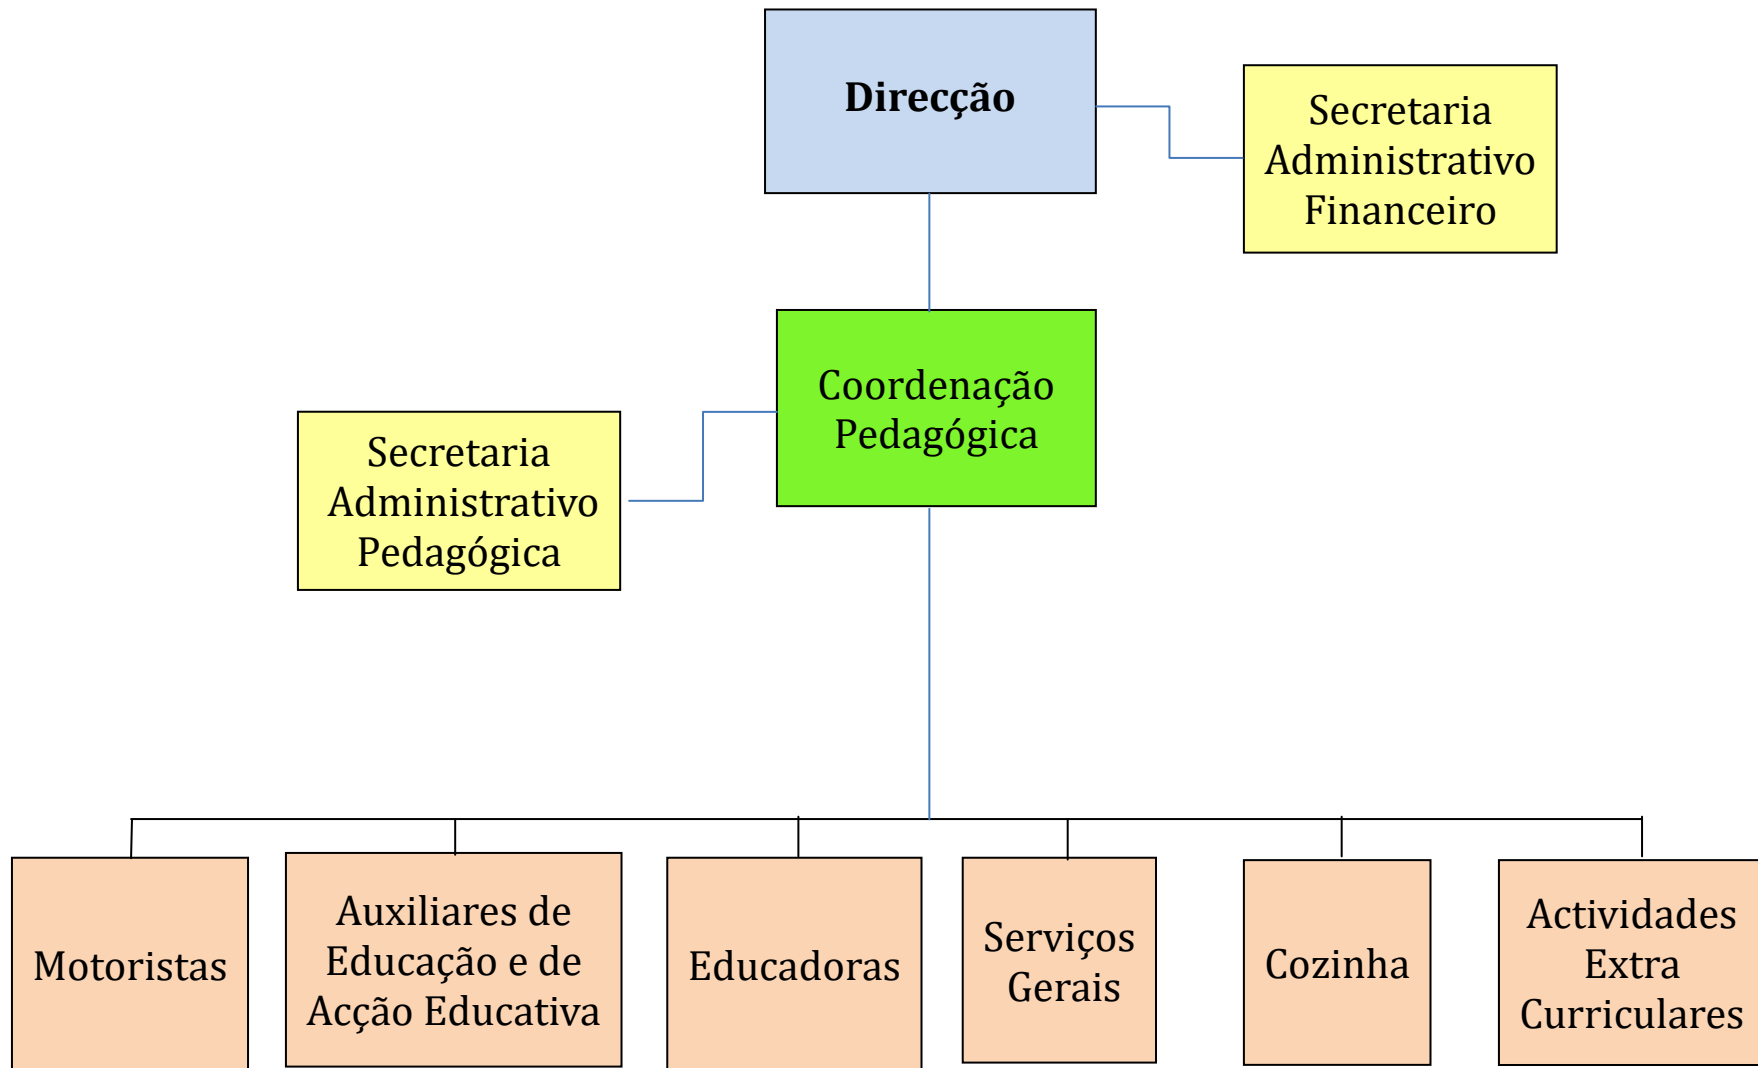 Direcção
Secretaria
Administrativo
Financeiro
Coordenação
Pedagógica
Secretaria
Administrativo
Pedagógica
Motoristas
Auxiliares de
Educação e de
Acção Educativa
Educadoras
Serviços
Gerais
Cozinha
Actividades
Extra
Curriculares